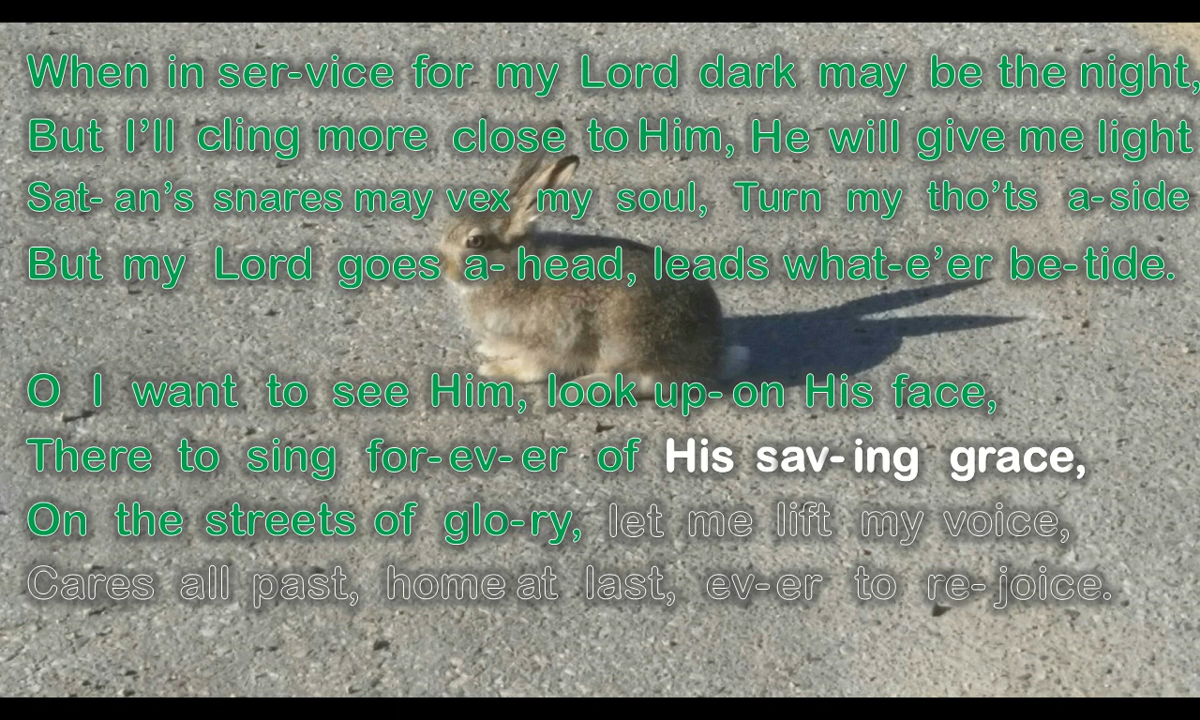 When in ser-vice for my Lord dark may be the night,
But I’ll cling more close to Him, He will give me light
Sat- an’s snares may vex my soul, Turn my tho’ts a-side
But my Lord goes a- head, leads what-e’er be-tide.
O I want to see Him, look up- on His face,
There to sing for-ev-er of His sav-ing grace,
On the streets of glo-ry, let me lift my voice,
Cares all past, home at last, ev-er to re-joice.